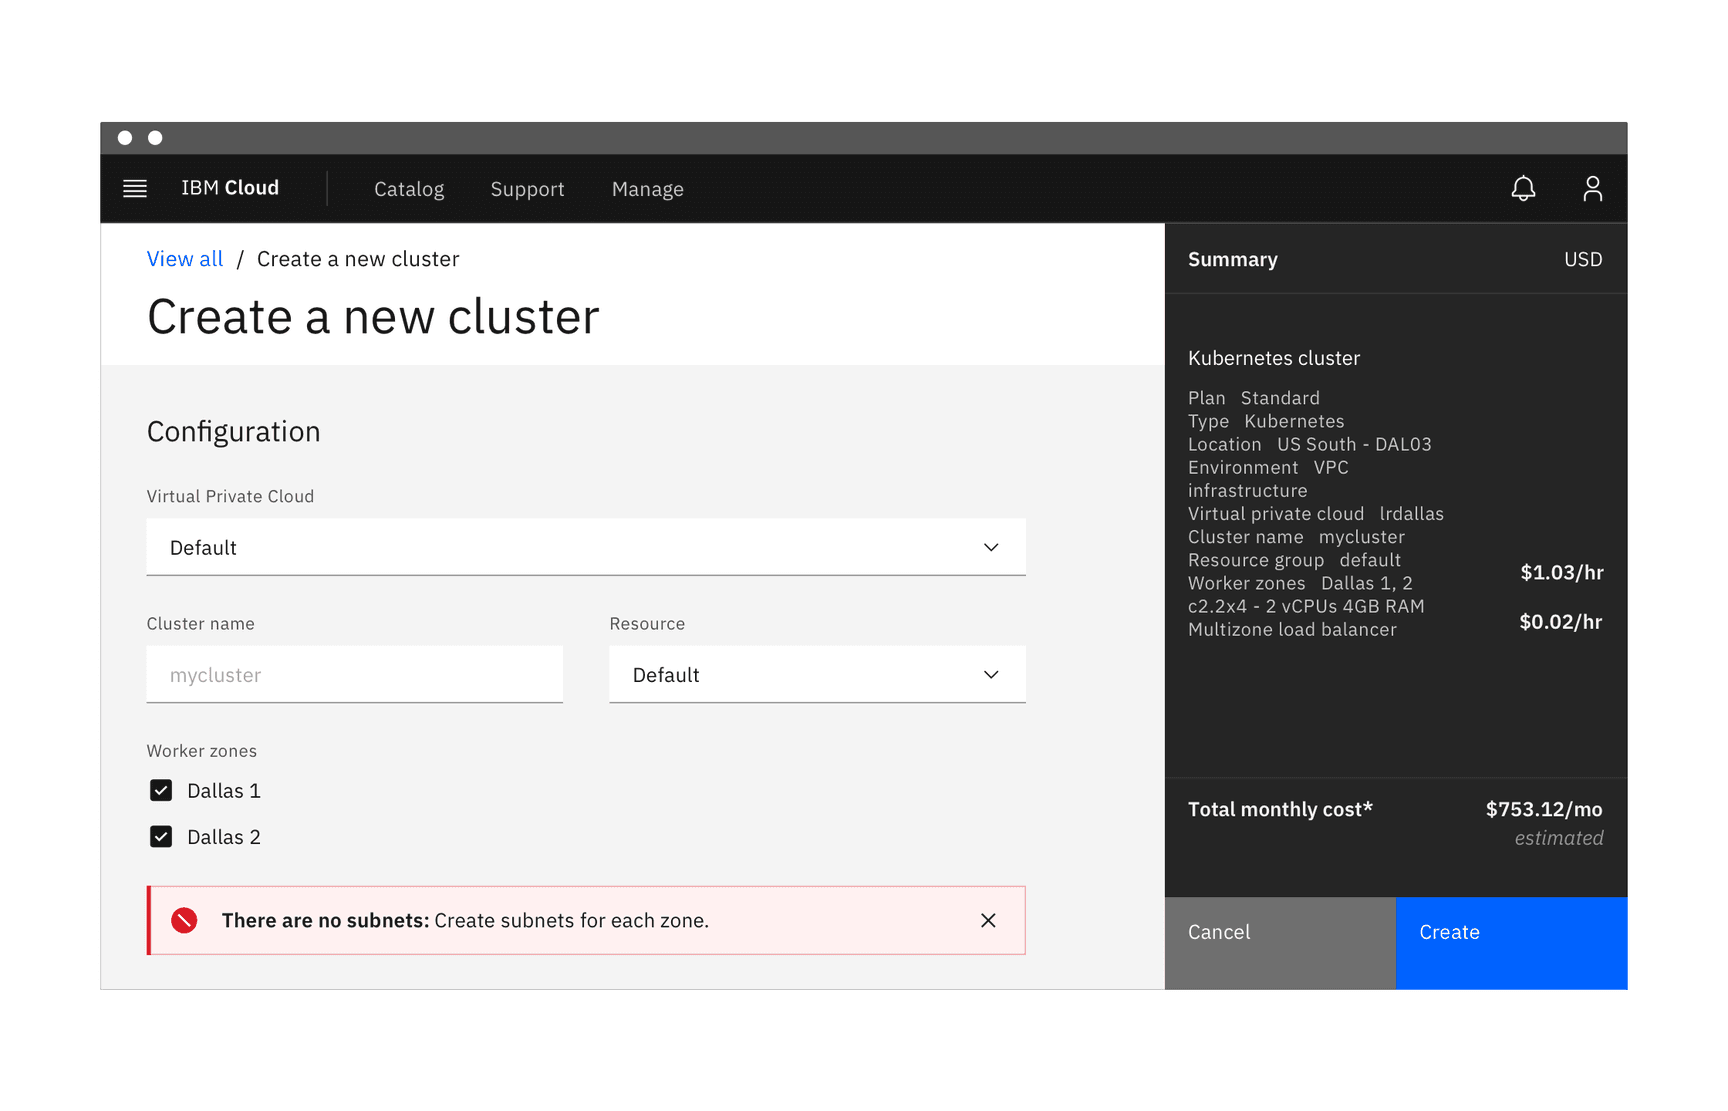 IBM Cloud
Catalog
Support
Manage
View all / Create a new cluster
Create a new cluster
Configuration
Virtual Private Cloud
Default
Cluster name
Resource
mycluster
Default
Worker zones
Dallas 1
Dallas 2
There are no subnets: Create subnets for each zone.
Summary
USD
Kubernetes cluster
Plan Standard
Type Kubernetes
Location US South - DAL03
Environment VPC
infrastructure
Virtual private cloud lrdallas
Cluster name mycluster
Resource group default
$1.03/hr
Worker zones Dallas 1, 2
c2.2x4 - 2 vCPUs 4GB RAM
$0.02/hr
Multizone load balancer
Total monthly cost*
$753.12/mo
estimated
Cancel
Create